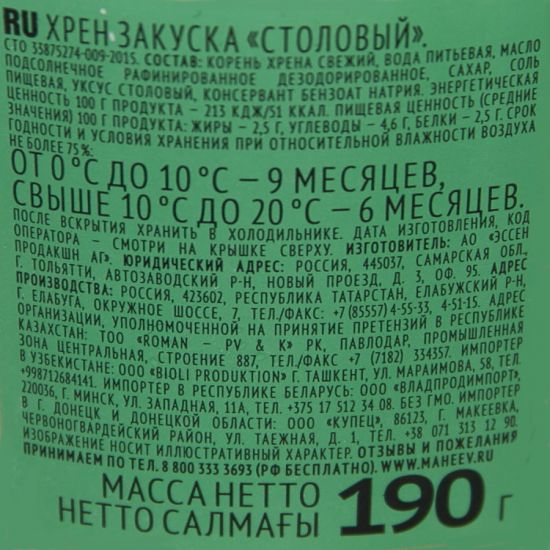 RU ХРЕН-ЗАКУСКА «СТОЛОВЫЙ».
СТО 33875274-009-2015. СОСТАВ: КОРЕНЬ ХРЕНА СВЕЖИЙ, ВОДА ПИТЬЕВАЯ, МАСЛО
ПОДСОЛНЕЧНОЕ РАФИНИРОВАННОЕ ДЕЗОДОРИРОВАННОЕ, САХАР, СОЛЬ
ПИЩЕВАЯ, УКСУС СТОЛОВЫЙ, КОНСЕРВАНТ БЕНЗОАТ НАТРИЯ. ЭНЕРГЕТИЧЕСКАЯ
ЦЕННОСТЬ 100 Г ПРОДУКТА – 213 КДЖ/51 ККАЛ. ПИЩЕВАЯ ЦЕННОСТЬ (СРЕДНИЕ
ЗНАЧЕНИЯ) 100 Г ПРОДУКТА: ЖИРЫ – 2,5 Г, УГЛЕВОДЫ – 4,6 Г, БЕЛКИ – 2,5 Г. СРОК
ГОДНОСТИ И УСЛОВИЯ ХРАНЕНИЯ ПРИ ОТНОСИТЕЛЬНОЙ ВЛАЖНОСТИ ВОЗДУХА
НЕ БОЛЕЕ 75 %:
ОТ 0°С ДО 10°С – 9 МЕСЯЦЕВ,
СВЫШЕ 10°С ДО 20°С – 6 МЕСЯЦЕВ.
ПОСЛЕ ВСКРЫТИЯ ХРАНИТЬ В ХОЛОДИЛЬНИКЕ. ДАТА ИЗГОТОВЛЕНИЯ, КОД
ОПЕРАТОРА – СМОТРИ НА КРЫШКЕ СВЕРХУ. ИЗГОТОВИТЕЛЬ: АО «ЭССЕН
ПРОДАКШН АГ». ЮРИДИЧЕСКИЙ АДРЕС: РОССИЯ, 445037, САМАРСКАЯ ОБЛ.,
Г. ТОЛЬЯТТИ, АВТОЗАВОДСКИЙ Р-Н, НОВЫЙ ПРОЕЗД, Д. 3, ОФ. 95. АДРЕС
ПРОИЗВОДСТВА: РОССИЯ, 423602, РЕСПУБЛИКА ТАТАРСТАН, ЕЛАБУЖСКИЙ Р-Н,
Г. ЕЛАБУГА, ОКРУЖНОЕ ШОССЕ, 7, ТЕЛ./ФАКС: +7 (85557) 4-55-33, 4-51-15. АДРЕС
ОРГАНИЗАЦИИ, УПОЛНОМОЧЕННОЙ НА ПРИНЯТИЕ ПРЕТЕНЗИЙ В РЕСПУБЛИКЕ
КАЗАХСТАН: ТОО «ROMAN – PV & K» РК, ПАВЛОДАР, ПРОМЫШЛЕННАЯ
ЗОНА ЦЕНТРАЛЬНАЯ, СТРОЕНИЕ 887, ТЕЛ./ФАКС +7 (7182) 334357. ИМПОРТЕР
В УЗБЕКИСТАНЕ: ООО «BIOLI PRODUKTION» Г. ТАШКЕНТ, УЛ. МАРАИМОВА, 58, ТЕЛ.
+998712684141. ИМПОРТЕР В РЕСПУБЛИКЕ БЕЛАРУСЬ: ООО «ВЛАДПРОДИМПОРТ»,
220036, Г. МИНСК, УЛ. ЗАПАДНАЯ, 11А, ТЕЛ. +375 17 512 34 08. БЕЗ ГМО. ИМПОРТЕР
В Г. ДОНЕЦК И ДОНЕЦКОЙ ОБЛАСТИ: ООО «КУПЕЦ», 86123, Г. МАКЕЕВКА,
ЧЕРВОНОГВАРДЕЙСКИЙ РАЙОН, УЛ. ТАЕЖНАЯ, Д. 1, ТЕЛ. +38 071 313 12 90.
ИЗОБРАЖЕНИЕ НОСИТ ИЛЛЮСТРАТИВНЫЙ ХАРАКТЕР. ОТЗЫВЫ И ПОЖЕЛАНИЯ
ПРИНИМАЕМ ПО ТЕЛ. 8 800 333 3693 (РФ БЕСПЛАТНО). WWW.MAHEEV.RU
МАССА НЕТТО
НЕТТО САЛМАҒЫ 190 г